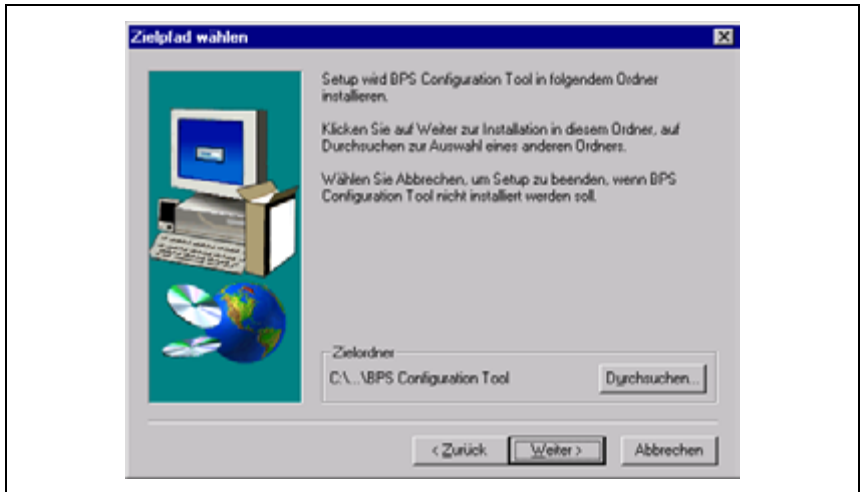 Zielpfad wählen
Setup wird BPS Configuration Tool in folgendem Ordner
installieren.
Klicken Sie auf Weiter zur Installation in diesem Ordner, auf
Durchsuchen zur Auswahl eines anderen Ordners.
Wählen Sie Abbrechen, um Setup zu beenden, wenn BPS
Configuration Tool nicht installiert werden soll.
Zielordner
C:\...\BPS Configuration Tool
Durchsuchen...
< Zurück
Weiter >
Abbrechen